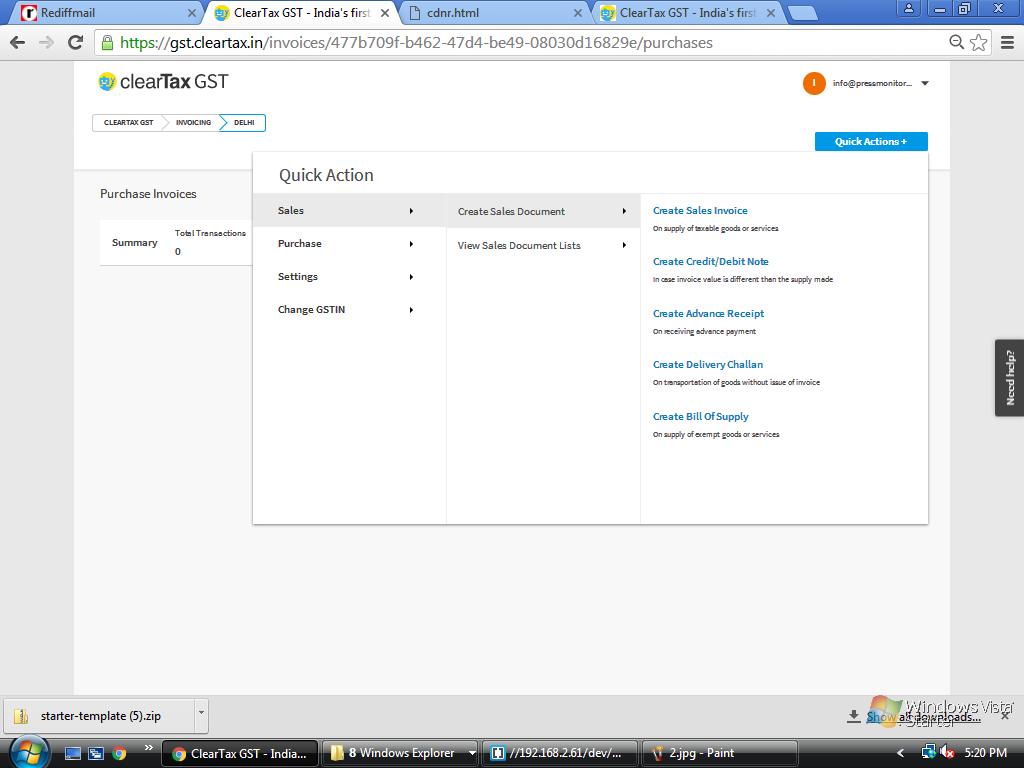 Rediffmail
ClearTax GST - India's first
cdnr.html
ClearTax GST - India's first
https://gst.cleartax.in/invoices/477b709f-b462-47d4-be49-08030d16829e/purchases
clearTax GST
I
info@pressmonitor...
CLEARTAX GST
INVOICING
DELHI
Quick Actions +
Quick Action
Purchase Invoices
Summary
Total Transactions
0
Sales
Purchase
Settings
Change GSTIN
Create Sales Document
View Sales Document Lists
Create Sales Invoice
On supply of taxable goods or services
Create Credit/Debit Note
In case invoice value is different than the supply made
Create Advance Receipt
On receiving advance payment
Create Delivery Challan
On transportation of goods without issue of invoice
Create Bill Of Supply
On supply of exempt goods or services
Need help?
starter-template (5).zip
Show all downloads...
Windows Vista
Starter
ClearTax GST - India...
8 Windows Explorer
//192.168.2.61/dev/...
2.jpg - Paint
5:20 PM